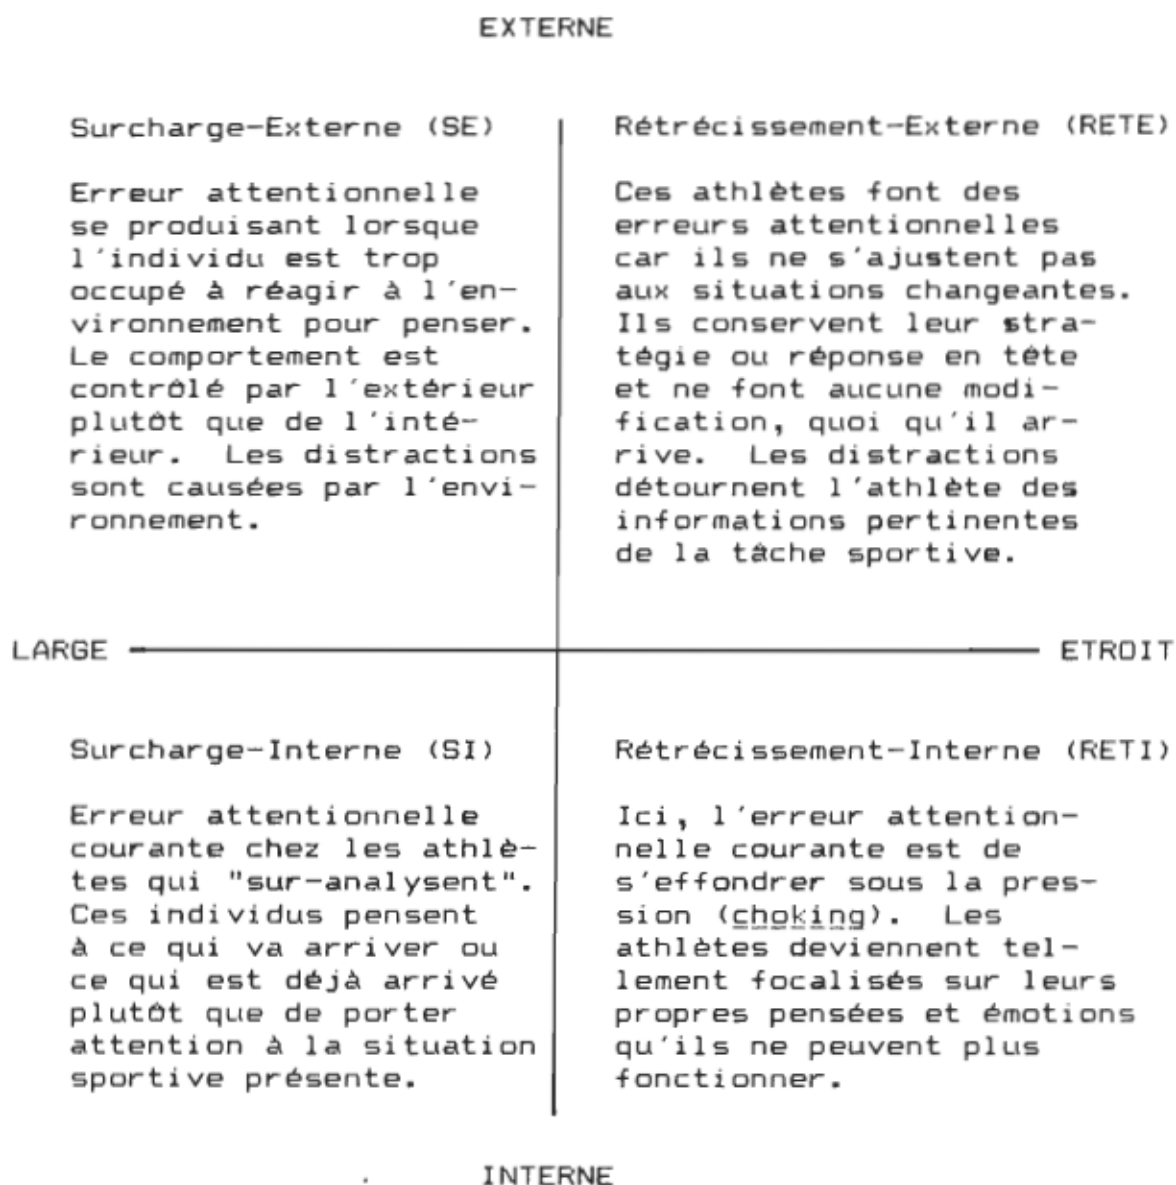 EXTERNE
Surcharge-Externe (SE)
Erreur attentionnelle
se produisant lorsque
l'individu est trop
occupé à réagir à l'en-
vironnement pour penser.
Le comportement est
contrôlé par l'extérieur
plutôt que de l'inté-
rieur. Les distractions
sont causées par l'envi-
ronnement.
Rétrécissement-Externe (RETE)
Ces athlètes font des
erreurs attentionnelles
car ils ne s'ajustent pas
aux situations changeantes.
Ils conservent leur stra-
tégie ou réponse en tête
et ne font aucune modi-
fication, quoi qu'il ar-
rive. Les distractions
détournent l'athlète des
informations pertinentes
de la tâche sportive.
LARGE
ETROIT
Surcharge-Interne (SI)
Erreur attentionnelle
courante chez les athlè-
tes qui "sur-analysent".
Ces individus pensent
à ce qui va arriver ou
ce qui est déjà arrivé
plutôt que de porter
attention à la situation
sportive présente.
Rétrécissement-Interne (RETI)
Ici, l'erreur attention-
nelle courante est de
s'effondrer sous la pres-
sion (choking). Les
athlètes deviennent tel-
lement focalisés sur leurs
propres pensées et émotions
qu'ils ne peuvent plus
fonctionner.
INTERNE